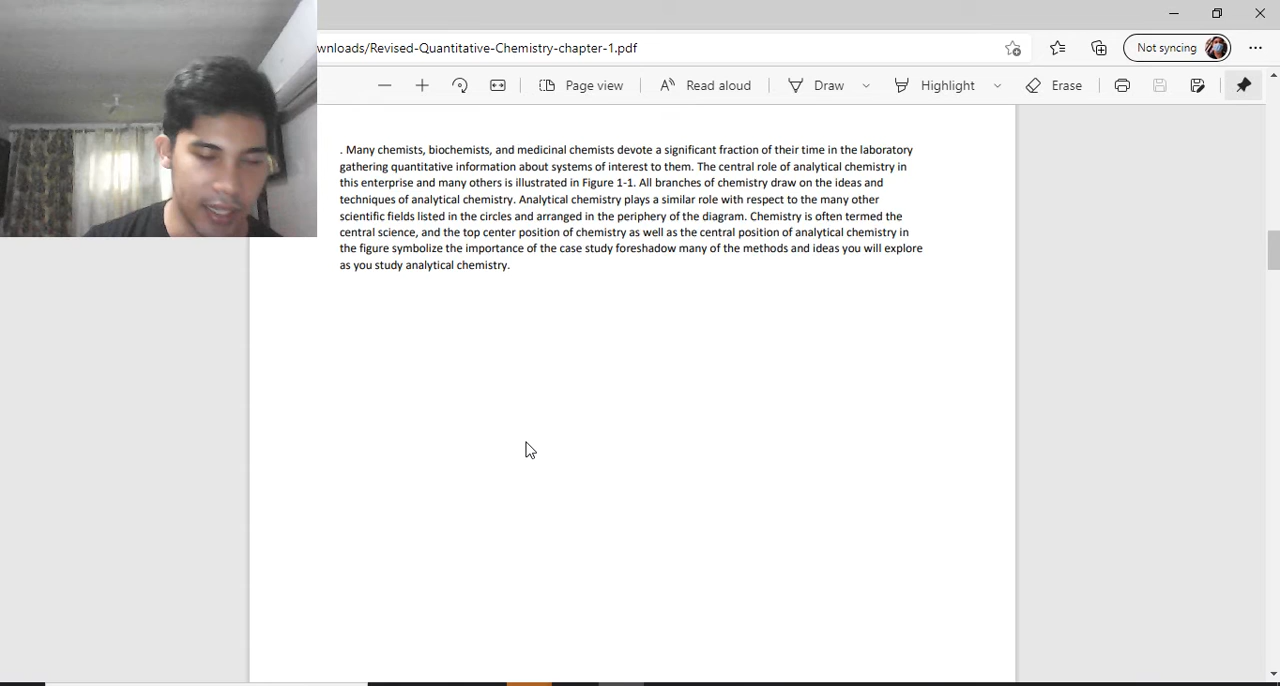 wnloads/Revised-Quantitative-Chemistry-chapter-1.pdf
Not syncing
Page view
Read aloud
Draw
Highlight
Erase
. Many chemists, biochemists, and medicinal chemists devote a significant fraction of their time in the laboratory
gathering quantitative information about systems of interest to them. The central role of analytical chemistry in
this enterprise and many others is illustrated in Figure 1-1. All branches of chemistry draw on the ideas and
techniques of analytical chemistry. Analytical chemistry plays a similar role with respect to the many other
scientific fields listed in the circles and arranged in the periphery of the diagram. Chemistry is often termed the
central science, and the top center position of chemistry as well as the central position of analytical chemistry in
the figure symbolize the importance of the case study foreshadow many of the methods and ideas you will explore
as you study analytical chemistry.